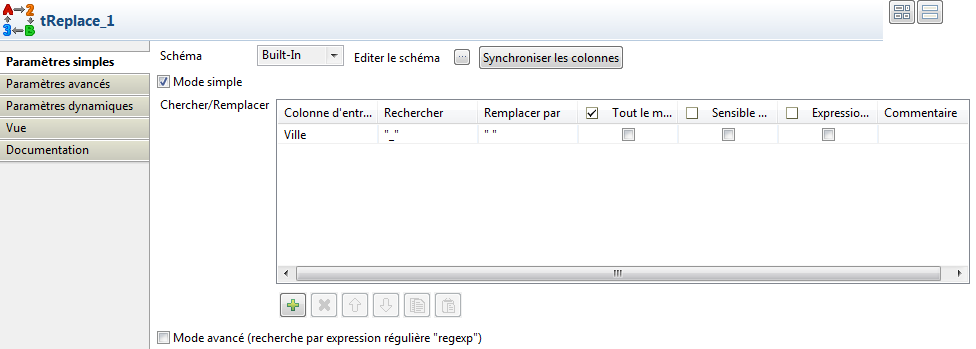 tReplace_1
Paramètres simples
Paramètres avancés
Paramètres dynamiques
Vue
Documentation
Schéma Built-In Editer le schéma ... Synchroniser les colonnes
Mode simple
Chercher/Remplacer
Colonne d'entr... Rechercher Remplacer par Tout le m... Sensible ... Expressio... Commentaire
Ville "_" " "
Mode avancé (recherche par expression régulière "regexp")